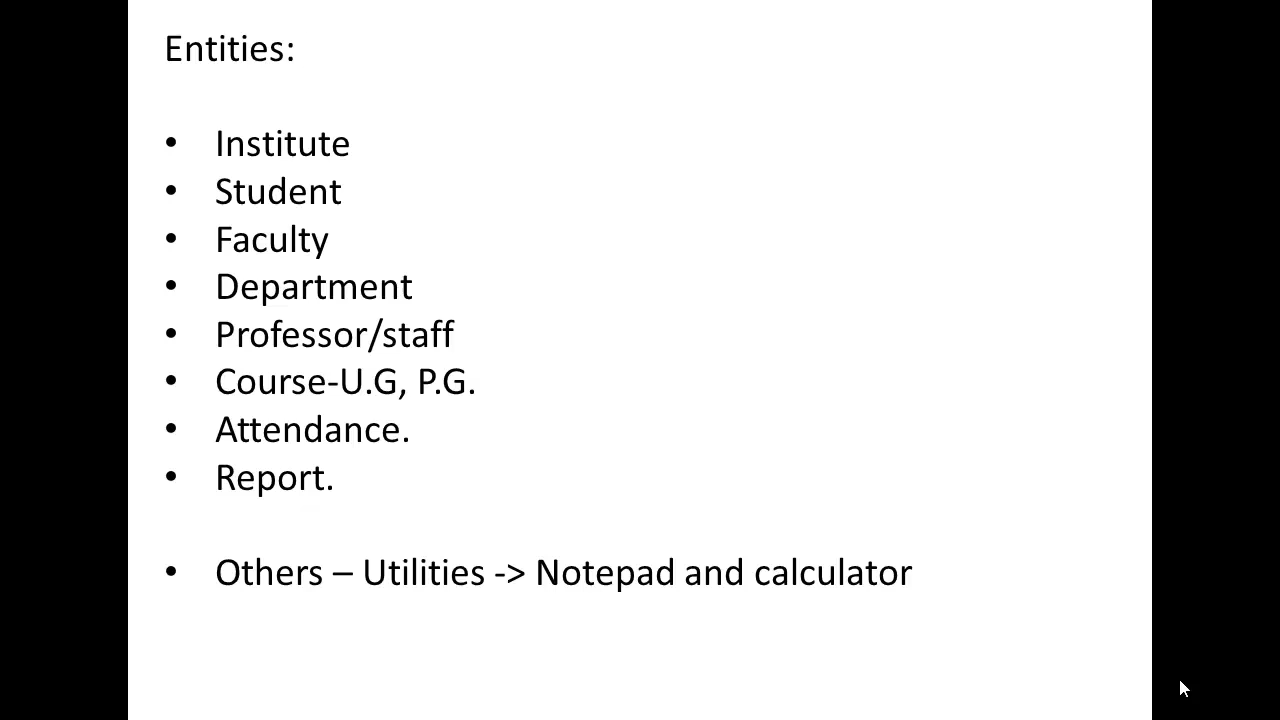 Entities:
• Institute
• Student
• Faculty
• Department
• Professor/staff
• Course-U.G, P.G.
• Attendance.
• Report.
• Others – Utilities -> Notepad and calculator